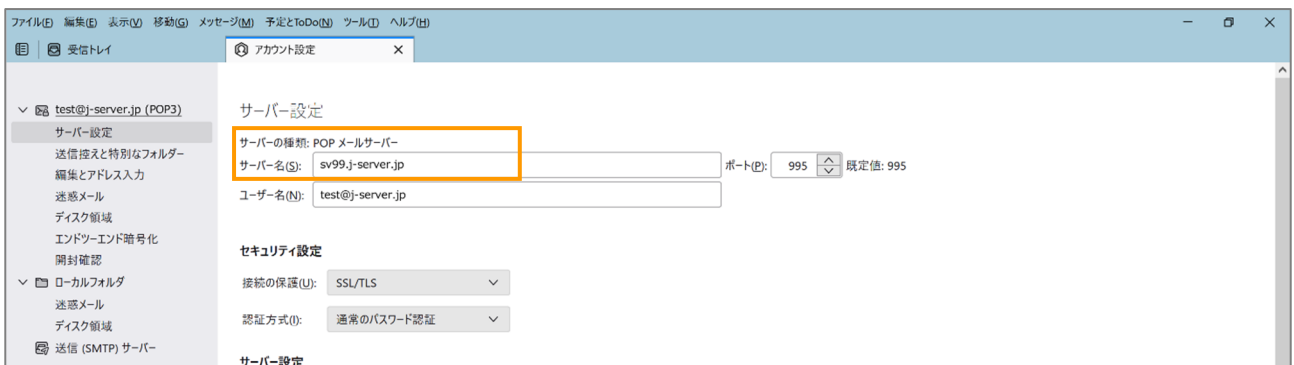 ファイル(F) 編集(E) 表示(V) 移動(G) メッセージ(M) 予定とToDo(N) ツール(T) ヘルプ(H)
受信トレイ アカウント設定
test@j-server.jp (POP3)
サーバー設定
送信控えと特別なフォルダー
編集とアドレス入力
迷惑メール
ディスク領域
エンドツーエンド暗号化
開封確認
ローカルフォルダ
迷惑メール
ディスク領域
送信 (SMTP) サーバー
サーバー設定
サーバーの種類: POP メールサーバー
サーバー名(S): sv99.j-server.jp ポート(P): 995 既定値: 995
ユーザー名(N): test@j-server.jp
セキュリティ設定
接続の保護(U): SSL/TLS
認証方式(I): 通常のパスワード認証
サーバー設定